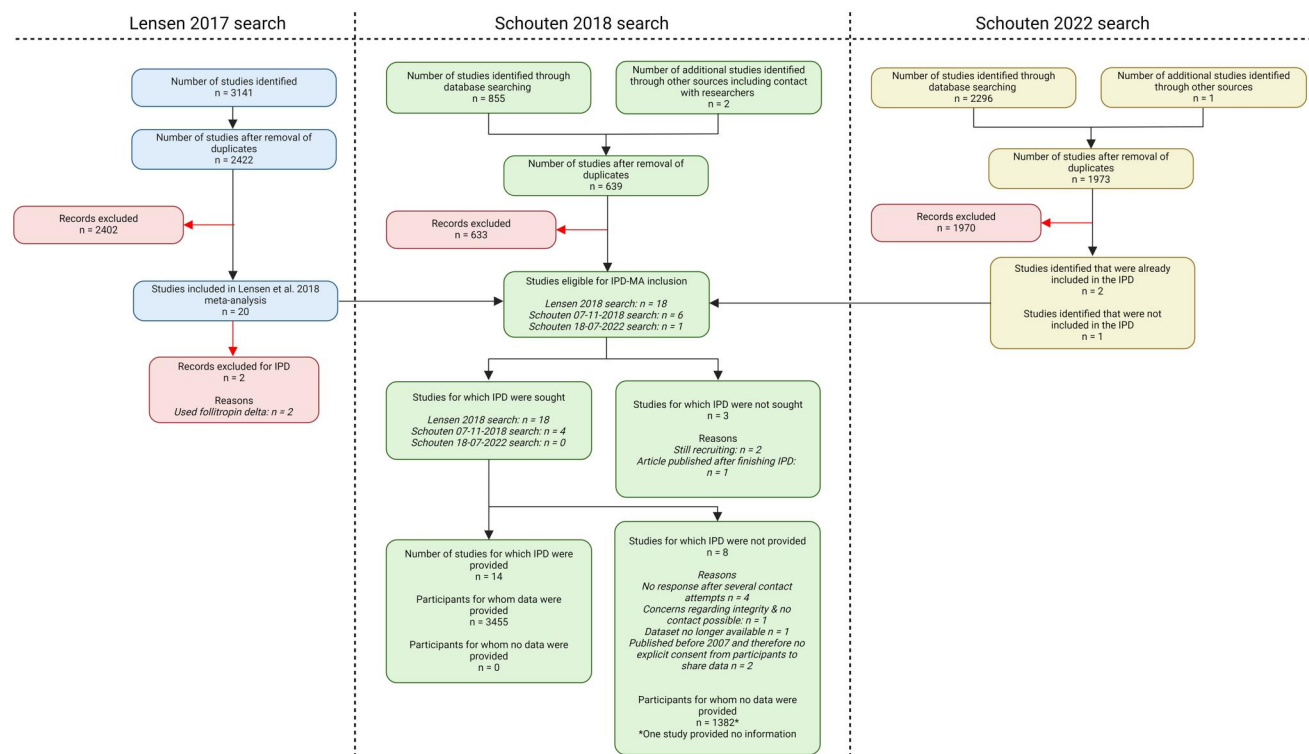 Lensen 2017 search
Number of studies identified
n = 3141
Number of studies after removal of
duplicates
n = 2422
Records excluded
n = 2402
Studies included in Lensen et al. 2018
meta-analysis
n = 20
Records excluded for IPD
n = 2
Reasons
Used follitropin delta: n = 2
Schouten 2018 search
Number of studies identified through
database searching
n = 855
Number of additional studies identified
through other sources including contact
with researchers
n = 2
Number of studies after removal of
duplicates
n = 639
Records excluded
n = 633
Studies eligible for IPD-MA inclusion
Lensen 2018 search: n = 18
Schouten 07-11-2018 search: n = 6
Schouten 18-07-2022 search: n = 1
Studies for which IPD were sought
Lensen 2018 search: n = 18
Schouten 07-11-2018 search: n = 4
Schouten 18-07-2022 search: n = 0
Studies for which IPD were not sought
n = 3
Reasons
Still recruiting: n = 2
Article published after finishing IPD:
n = 1
Number of studies for which IPD were
provided
n = 14
Participants for whom data were
provided
n = 3455
Participants for whom no data were
provided
n = 0
Studies for which IPD were not provided
n = 8
Reasons
No response after several contact
attempts n = 4
Concerns regarding integrity & no
contact possible: n = 1
Dataset no longer available n = 1
Published before 2007 and therefore no
explicit consent from participants to
share data n = 2
Participants for whom no data were
provided
n = 1382*
*One study provided no information
Schouten 2022 search
Number of studies identified through
database searching
n = 2296
Number of additional studies identified
through other sources
n = 1
Number of studies after removal of
duplicates
n = 1973
Records excluded
n = 1970
Studies identified that were already
included in the IPD
n = 2
Studies identified that were not
included in the IPD
n = 1